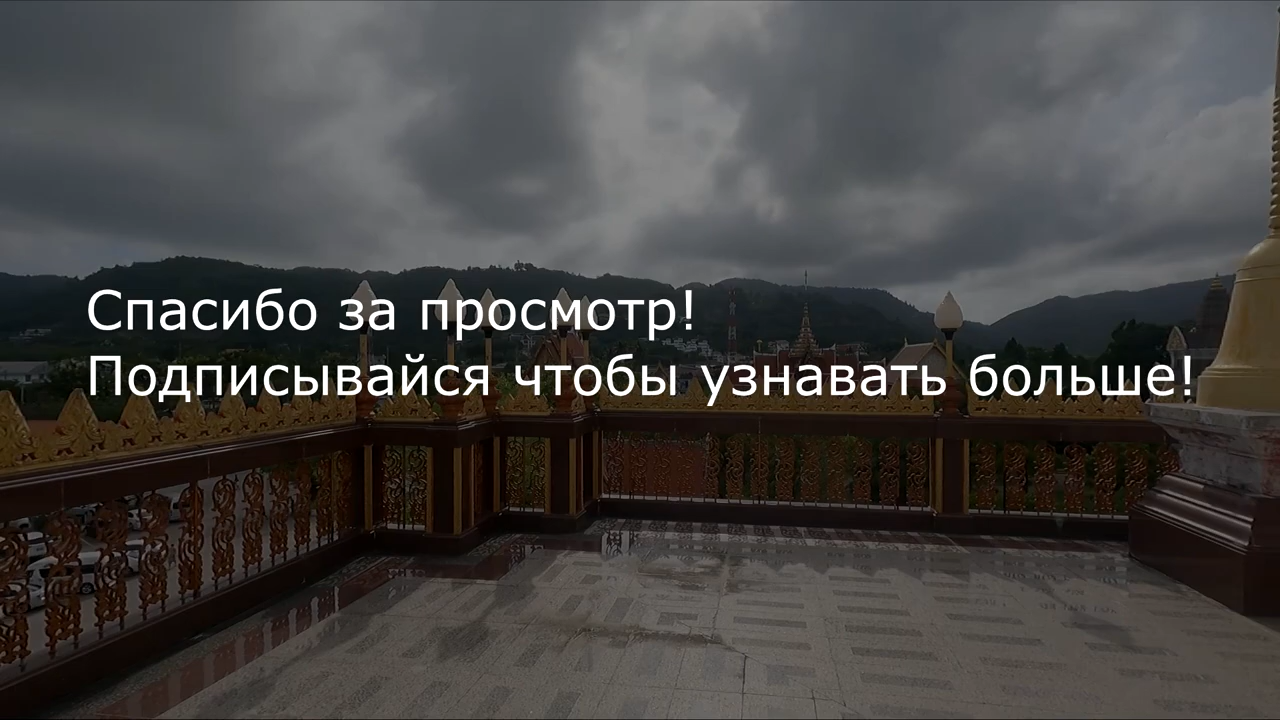 Спасибо за просмотр!
Подписывайся чтобы узнавать больше!